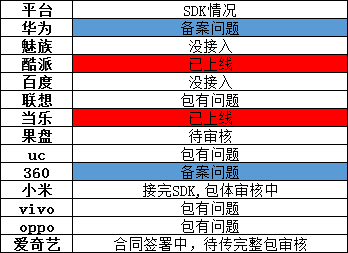 平台 SDK情况
华为 备案问题
魅族 没接入
酷派 已上线
百度 没接入
联想 包有问题
当乐 已上线
果盘 待审核
uc 包有问题
360 备案问题
小米 接完SDK,包体审核中
vivo 包有问题
oppo 包有问题
爱奇艺 合同签署中，待传完整包审核